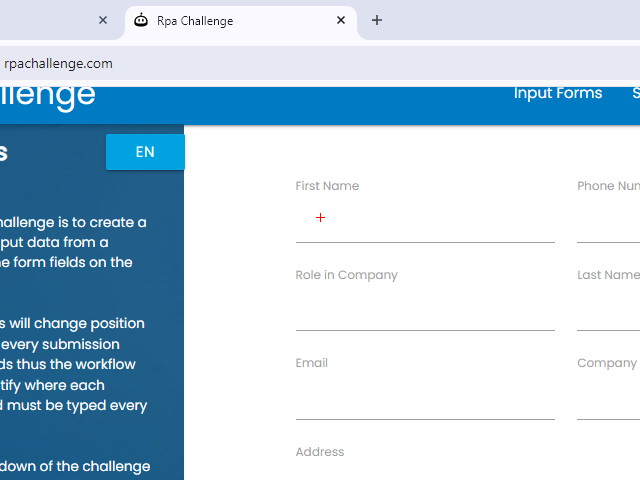 Rpa Challenge
rpachallenge.com
llenge
Input Forms
S
s
EN
hallenge is to create a
put data from a
e form fields on the
s will change position
every submission
ds thus the workflow
tify where each
d must be typed every
down of the challenge
First Name
Phone Num
Role in Company
Last Name
Email
Company
Address